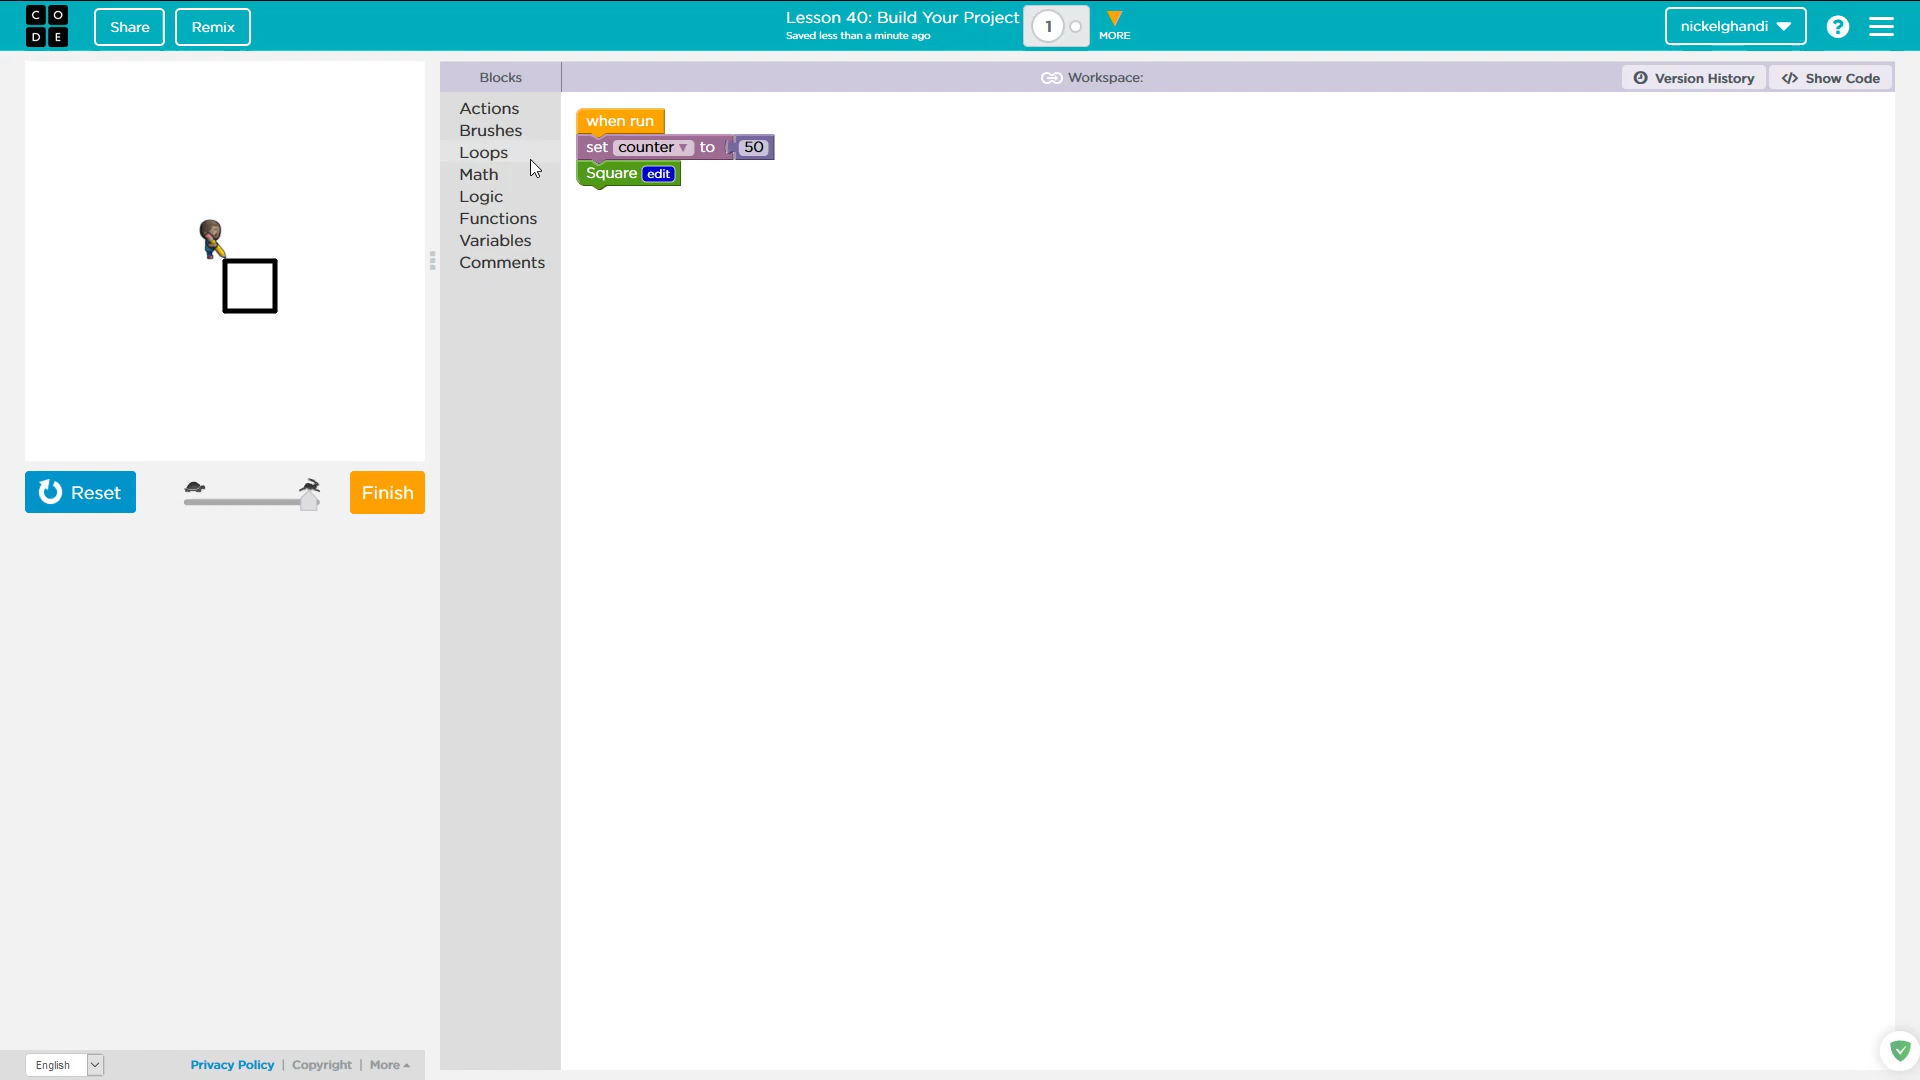 C O
D E
Share
Remix
Lesson 40: Build Your Project
Saved less than a minute ago
1
MORE
nickelghandi
?
Blocks
Workspace:
Version History
</> Show Code
Actions
Brushes
Loops
Math
Logic
Functions
Variables
Comments
when run
set counter to 50
Square edit
Reset
Finish
English
Privacy Policy | Copyright | More